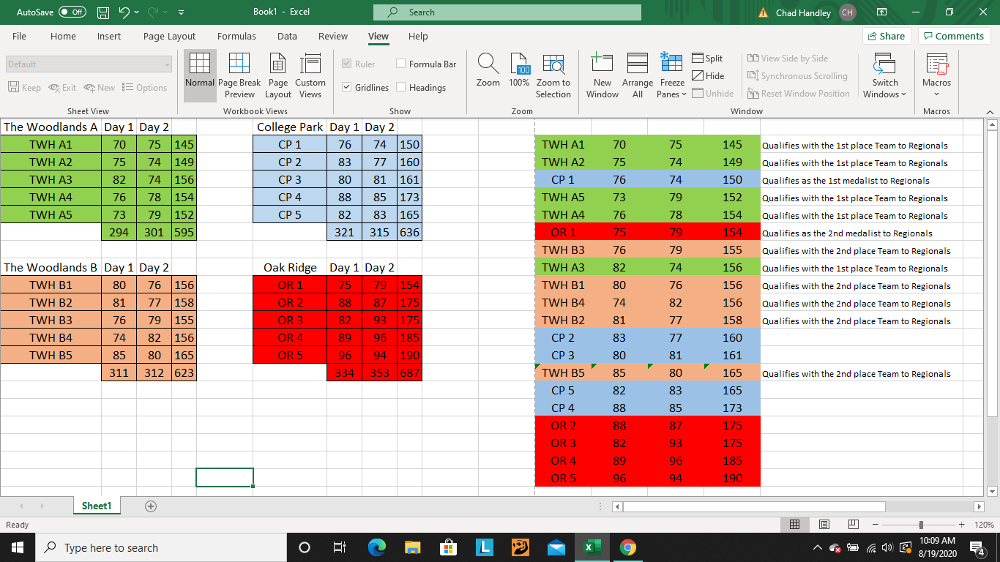 AutoSave Off Book1 - Excel Search Chad Handley CH
File Home Insert Page Layout Formulas Data Review View Help Share Comments
Default
Keep Exit New Options
Sheet View
Normal Page Break Preview Page Layout Custom Views
Workbook Views
Ruler Formula Bar
Gridlines Headings
Show
Zoom 100 100% Zoom to Selection
Zoom
New Window Arrange All Freeze Panes
Split
Hide
Unhide
View Side by Side
Synchronous Scrolling
Reset Window Position
Switch Windows
Window
Macros
Macros
The Woodlands A Day 1 Day 2 College Park Day 1 Day 2
TWH A1 70 75 145 CP 1 76 74 150 TWH A1 70 75 145 Qualifies with the 1st place Team to Regionals
TWH A2 75 74 149 CP 2 83 77 160 TWH A2 75 74 149 Qualifies with the 1st place Team to Regionals
TWH A3 82 74 156 CP 3 80 81 161 CP 1 76 74 150 Qualifies as the 1st medalist to Regionals
TWH A4 76 78 154 CP 4 88 85 173 TWH A5 73 79 152 Qualifies with the 1st place Team to Regionals
TWH A5 73 79 152 CP 5 82 83 165 TWH A4 76 78 154 Qualifies with the 1st place Team to Regionals
294 301 595 321 315 636 OR 1 75 79 154 Qualifies as the 2nd medalist to Regionals
TWH B3 76 79 155 Qualifies with the 2nd place Team to Regionals
The Woodlands B Day 1 Day 2 Oak Ridge Day 1 Day 2 TWH A3 82 74 156 Qualifies with the 1st place Team to Regionals
TWH B1 80 76 156 OR 1 75 79 154 TWH B1 80 76 156 Qualifies with the 2nd place Team to Regionals
TWH B2 81 77 158 OR 2 88 87 175 TWH B4 74 82 156 Qualifies with the 2nd place Team to Regionals
TWH B3 76 79 155 OR 3 82 93 175 TWH B2 81 77 158 Qualifies with the 2nd place Team to Regionals
TWH B4 74 82 156 OR 4 89 96 185 CP 2 83 77 160
TWH B5 85 80 165 OR 5 96 94 190 CP 3 80 81 161
311 312 623 334 353 687 TWH B5 85 80 165 Qualifies with the 2nd place Team to Regionals
CP 5 82 83 165
CP 4 88 85 173
OR 2 88 87 175
OR 3 82 93 175
OR 4 89 96 185
OR 5 96 94 190
Sheet1
Ready 120%
Type here to search L 10:09 AM
8/19/2020 4